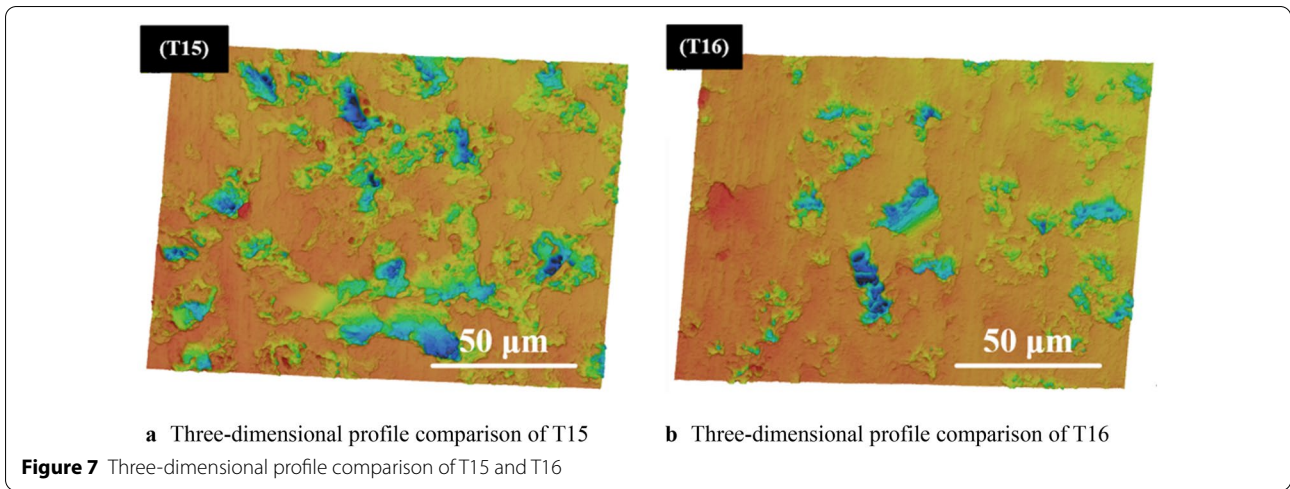 (T15)
(T16)
50 μm
50 μm
a Three-dimensional profile comparison of T15
b Three-dimensional profile comparison of T16
Figure 7 Three-dimensional profile comparison of T15 and T16